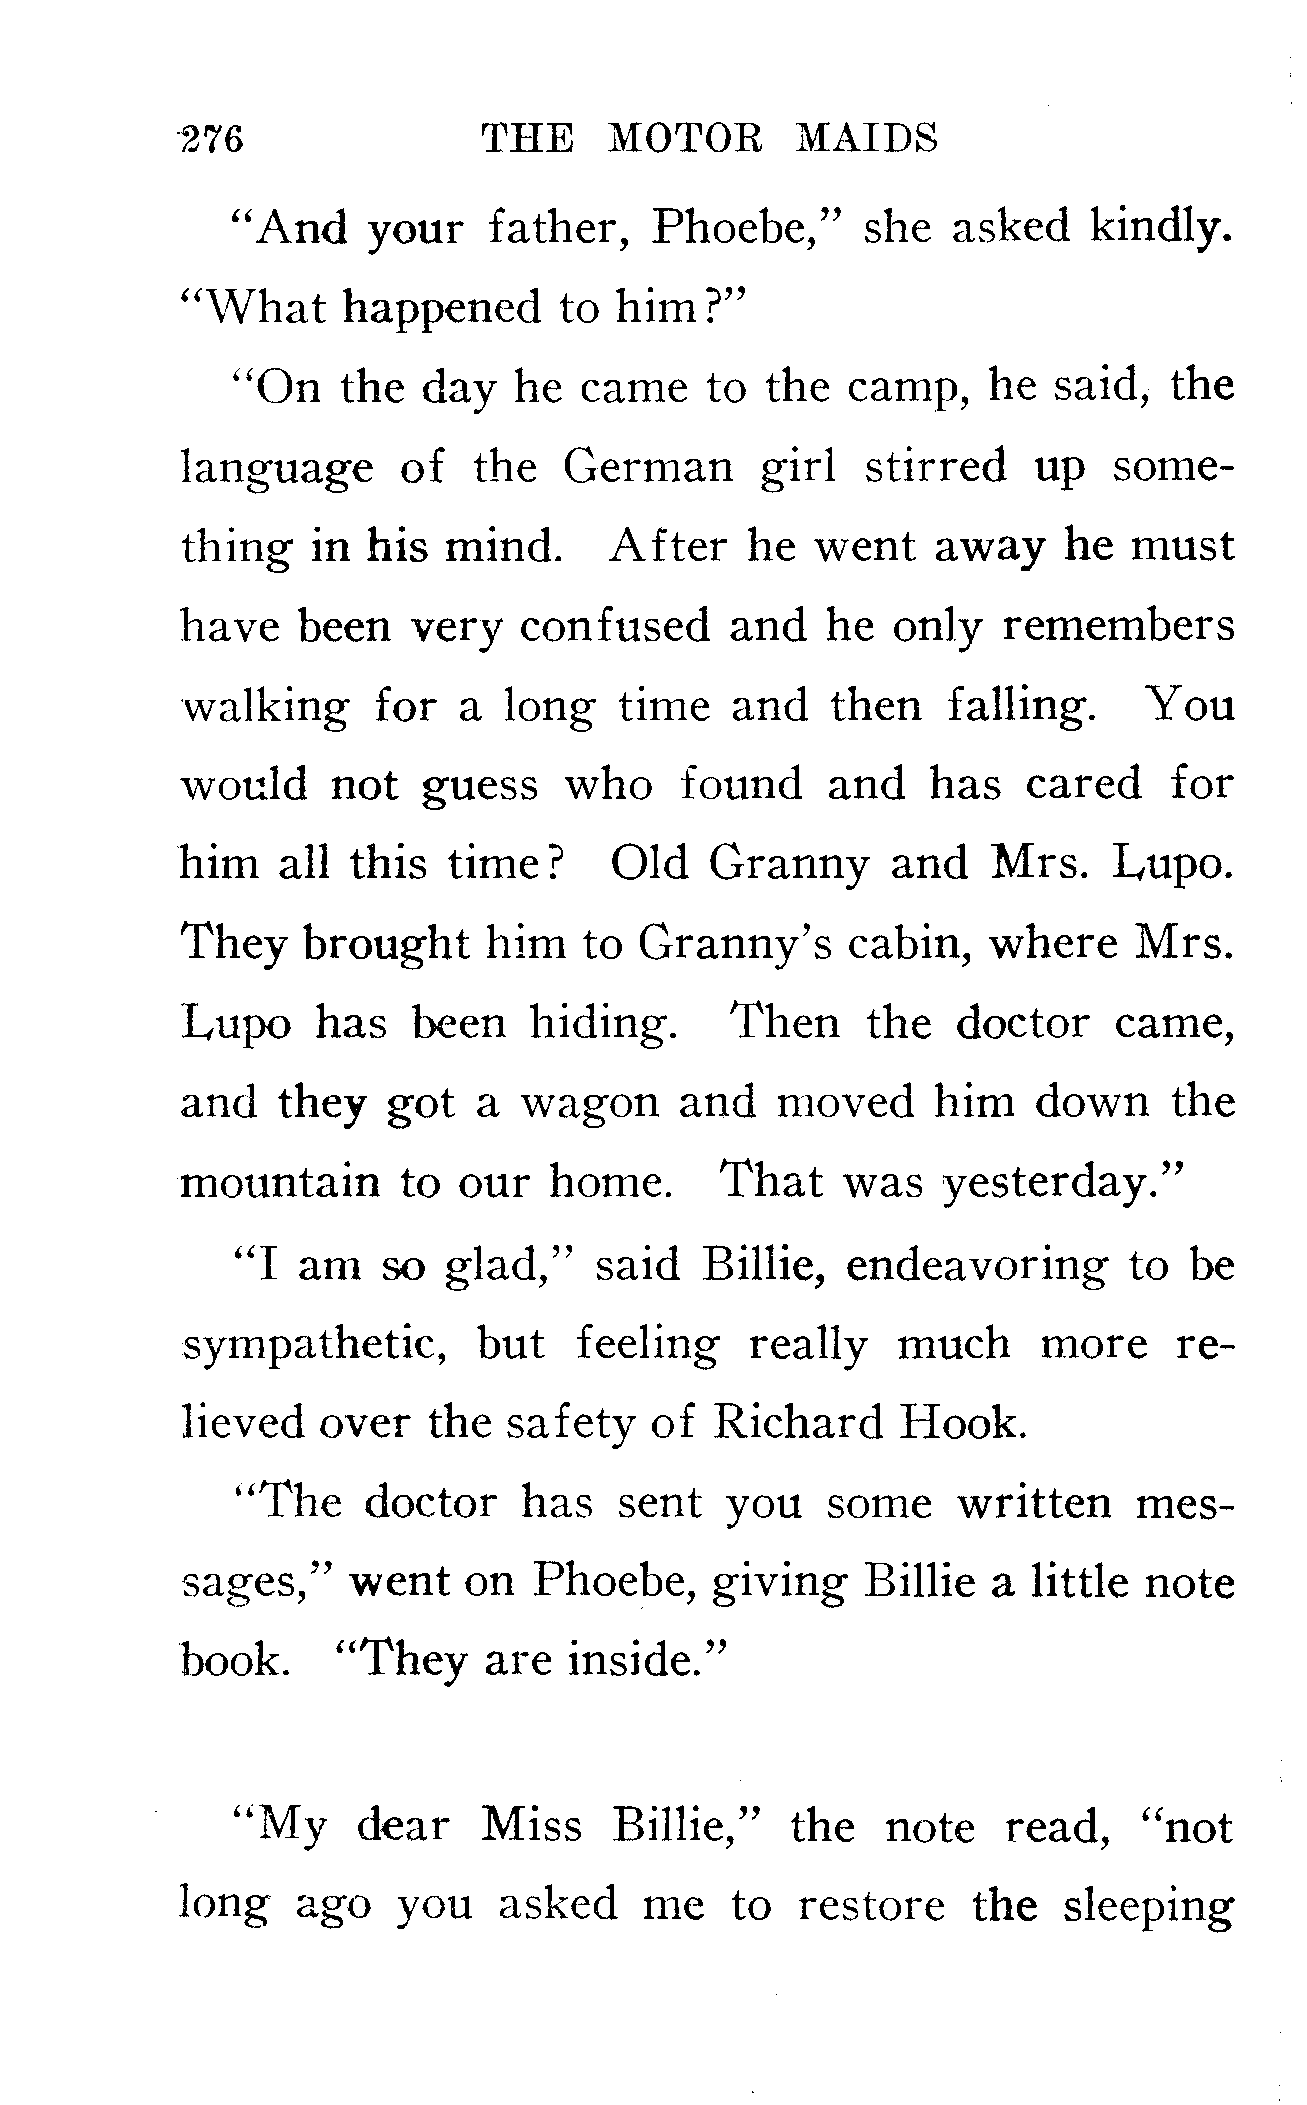 276 THE MOTOR MAIDS
“And your father, Phoebe,” she asked kindly.
“What happened to him?”
“On the day he came to the camp, he said, the
language of the German girl stirred up some-
thing in his mind. After he went away he must
have been very confused and he only remembers
walking for a long time and then falling. You
would not guess who found and has cared for
him all this time? Old Granny and Mrs. Lupo.
They brought him to Granny’s cabin, where Mrs.
Lupo has been hiding. Then the doctor came,
and they got a wagon and moved him down the
mountain to our home. That was yesterday.”
“I am so glad,” said Billie, endeavoring to be
sympathetic, but feeling really much more re-
lieved over the safety of Richard Hook.
“The doctor has sent you some written mes-
sages,” went on Phoebe, giving Billie a little note
book. “They are inside.”
“My dear Miss Billie,” the note read, “not
long ago you asked me to restore the sleeping